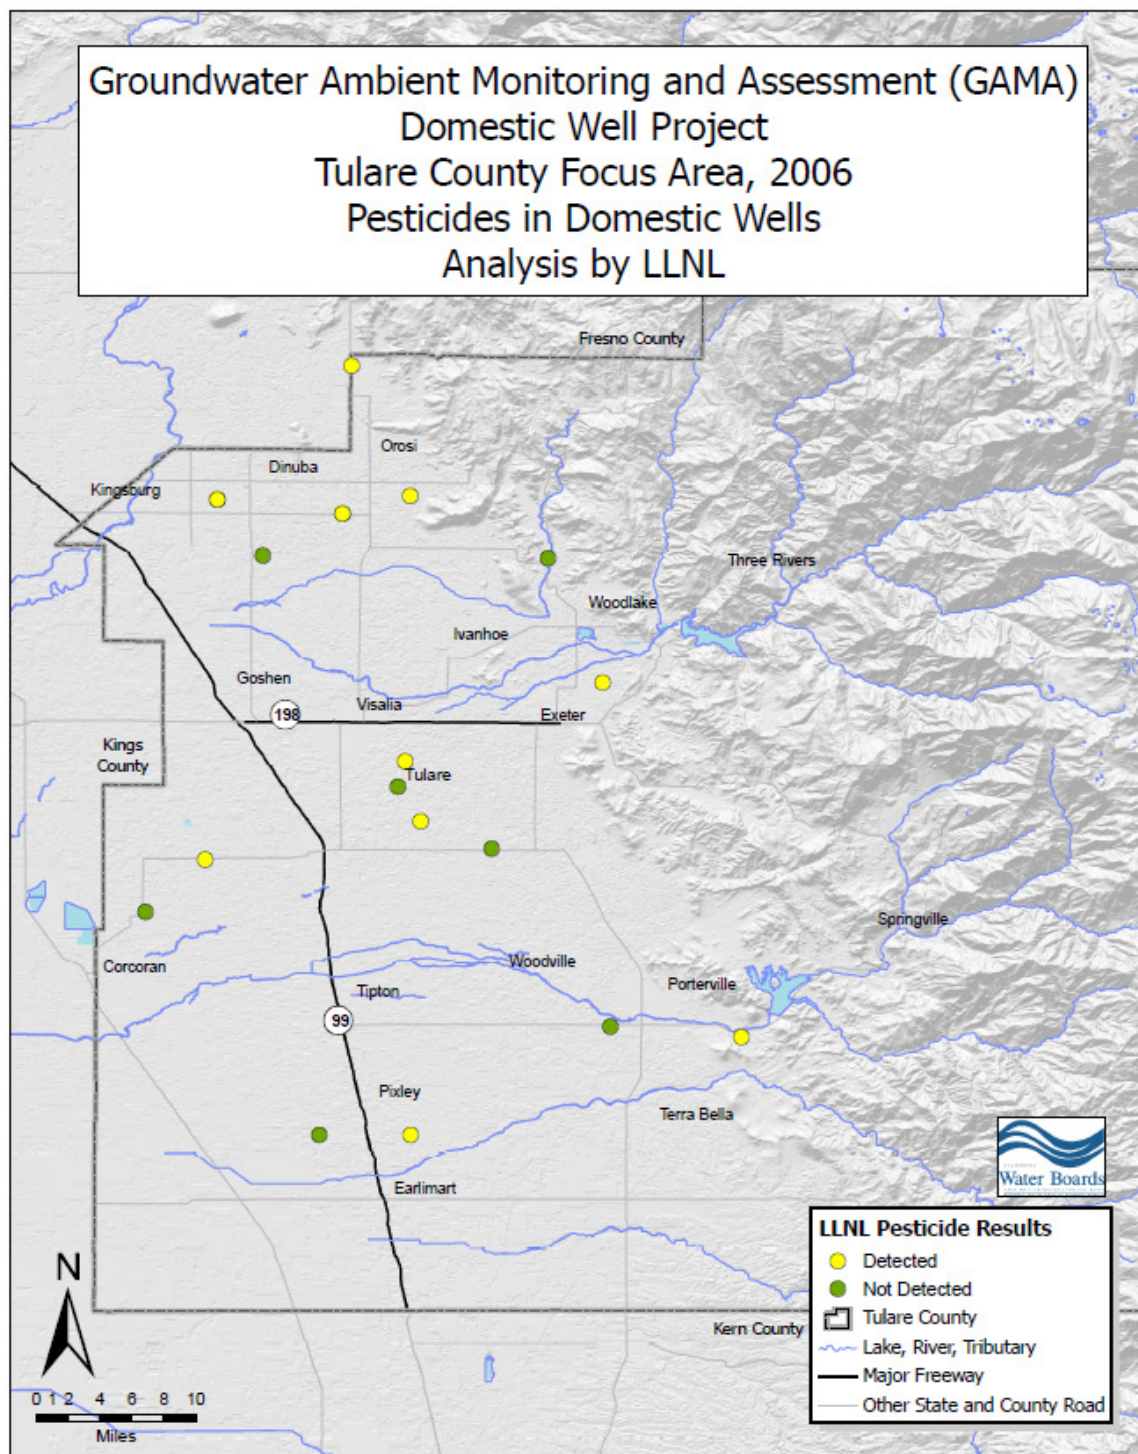 Groundwater Ambient Monitoring and Assessment (GAMA)
Domestic Well Project
Tulare County Focus Area, 2006
Pesticides in Domestic Wells
Analysis by LLNL
Fresno County
Orosi
Dinuba
Kingsburg
Three Rivers
Woodlake
Ivanhoe
Goshen
Visalia
198
Exeter
Kings
County
Tulare
Springville
Corcoran
Woodville
Porterville
Tipton
99
Pixley
Terra Bella
Earlimart
Water Boards
LLNL Pesticide Results
Detected
Not Detected
Tulare County
Lake, River, Tributary
Major Freeway
Other State and County Road
Kern County
N
0 1 2 4 6 8 10
Miles